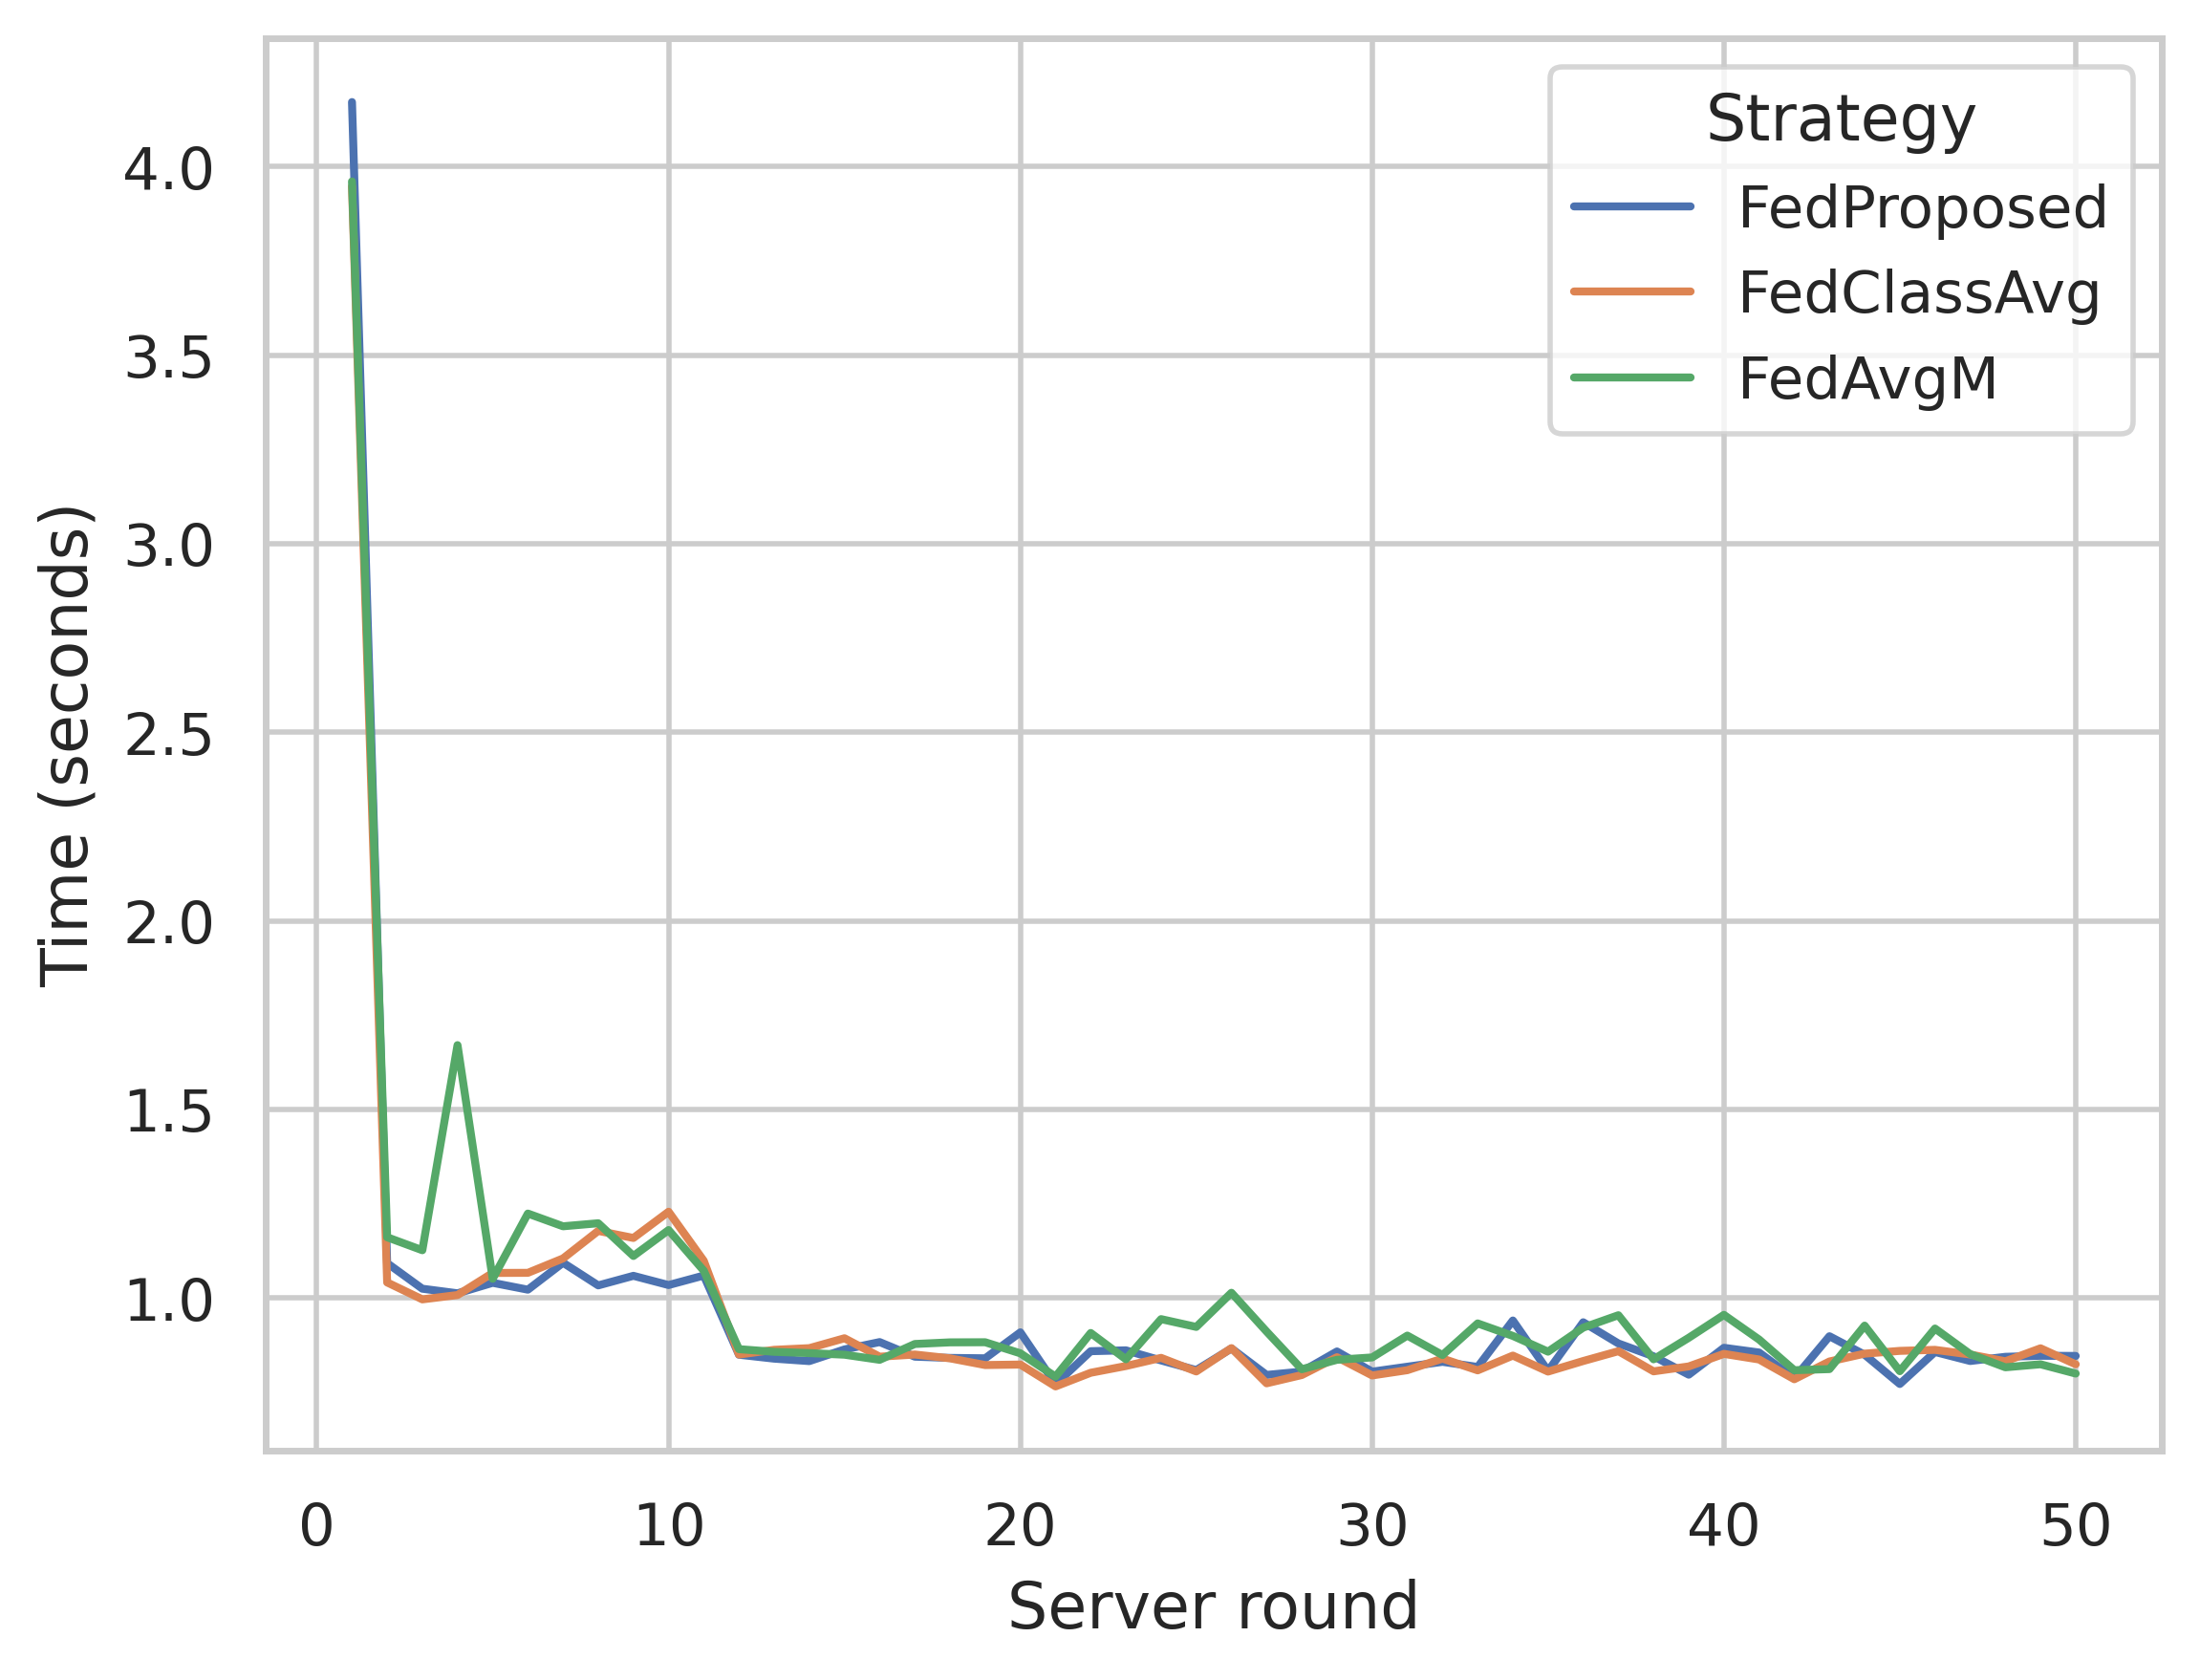 Strategy
FedProposed
FedClassAvg
FedAvgM
Time (seconds)
4.0
3.5
3.0
2.5
2.0
1.5
1.0
0 10 20 30 40 50
Server round